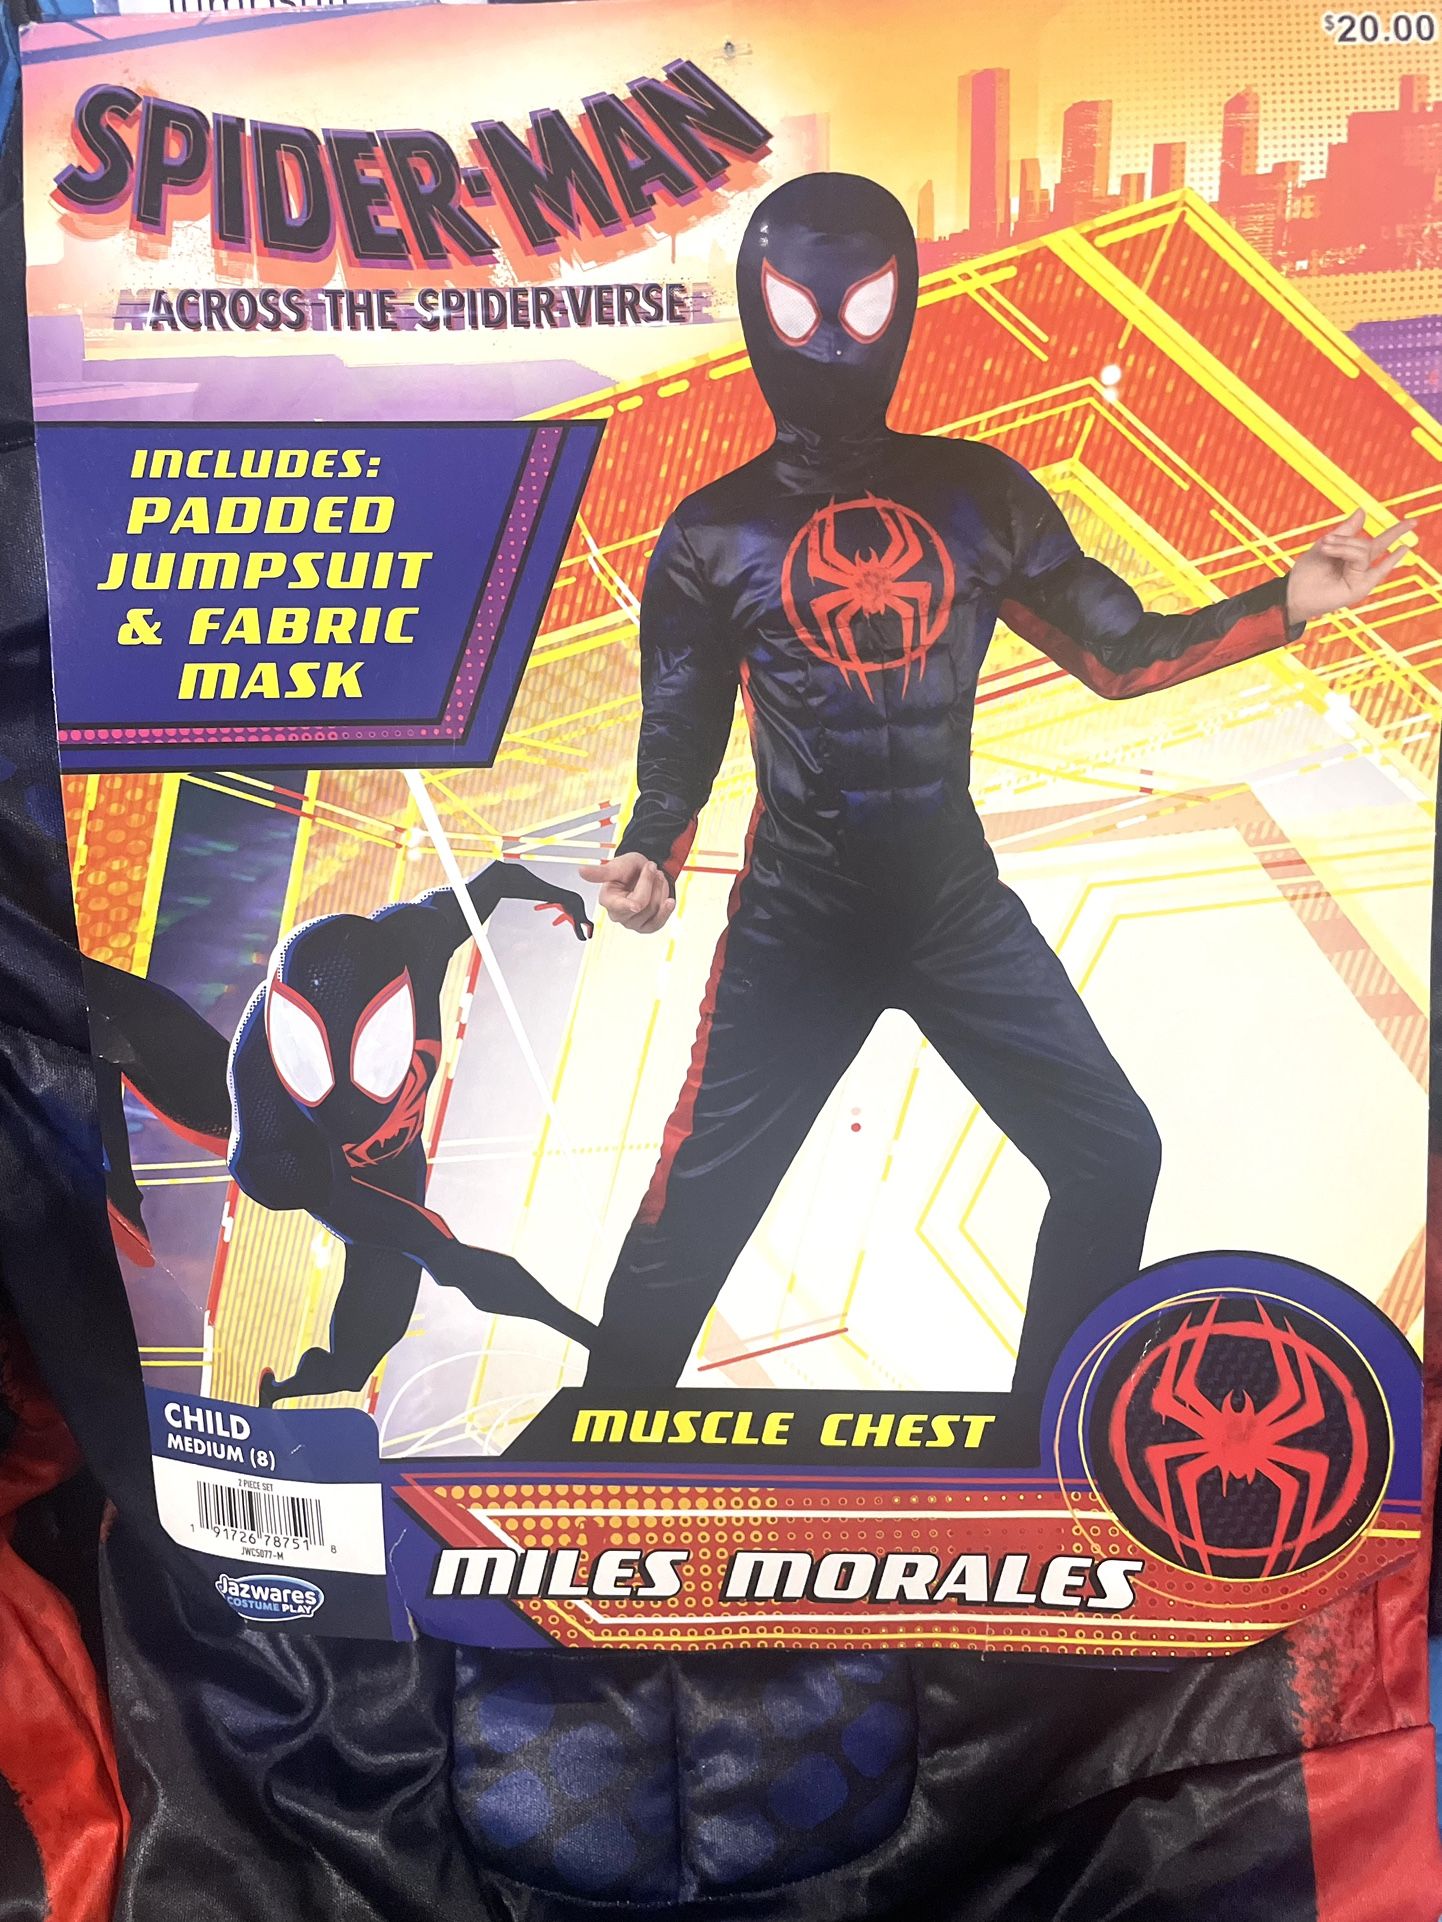 $20.00
SPIDER-MAN
ACROSS THE SPIDER-VERSE
INCLUDES:
PADDED
JUMPSUIT
& FABRIC
MASK
CHILD
MEDIUM (8)
2 PIECE SET
1 91726 78751 8
JWC5077-M
Jazwares
COSTUME PLAY
MUSCLE CHEST
MILES MORALES